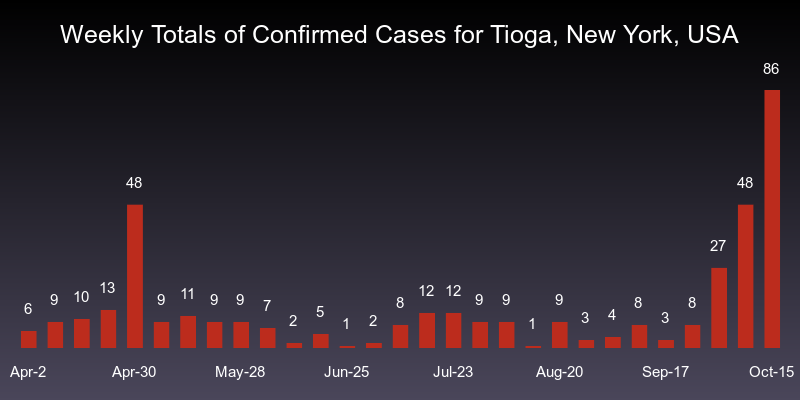 Weekly Totals of Confirmed Cases for Tioga, New York, USA
6 9 10 13 48 9 11 9 9 7 2 5 1 2 8 12 12 9 9 1 9 3 4 8 3 8 27 48 86
Apr-2 Apr-30 May-28 Jun-25 Jul-23 Aug-20 Sep-17 Oct-15